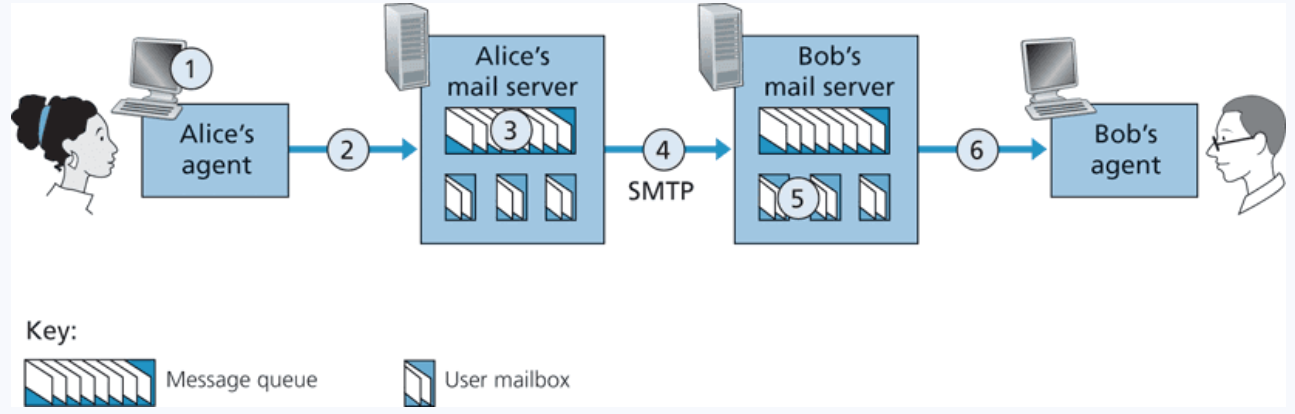 1
Alice's
agent
2
Alice's
mail server
3
4
SMTP
Bob's
mail server
5
6
Bob's
agent
Key:
Message queue
User mailbox